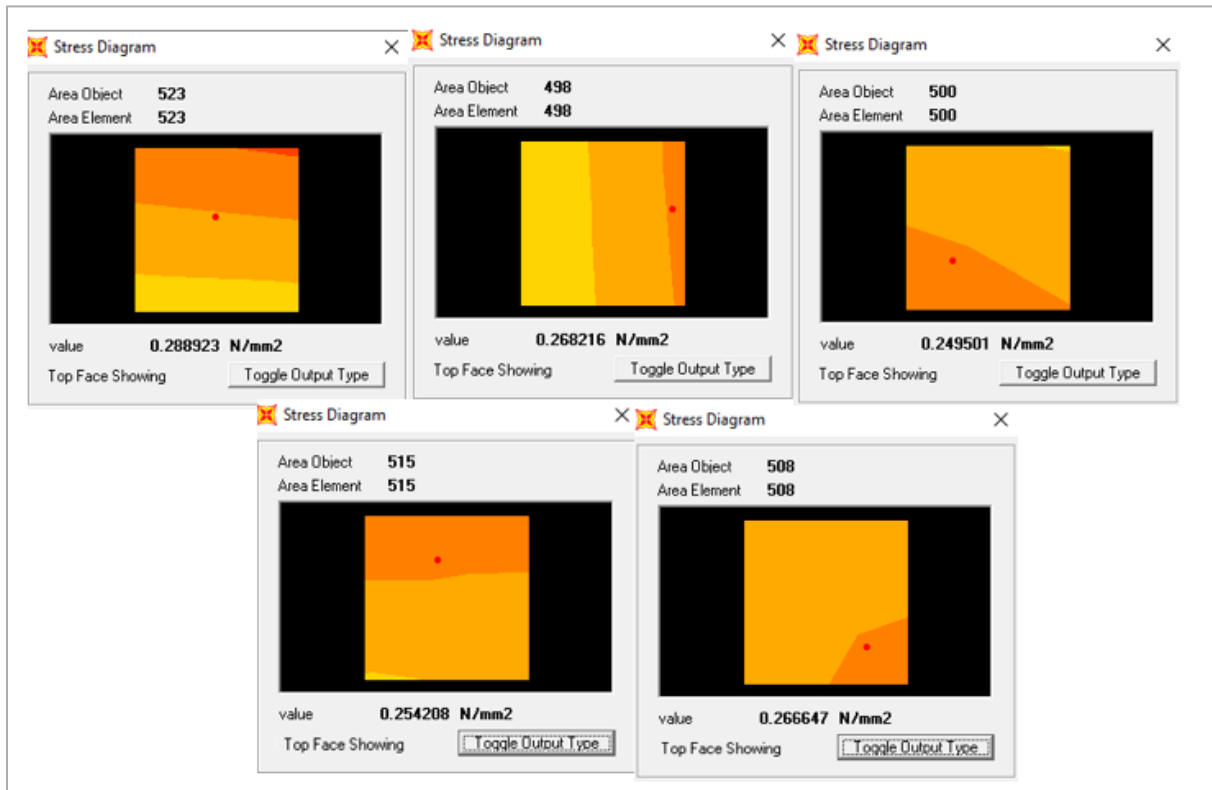 Stress Diagram
Area Object 523
Area Element 523
value 0.288923 N/mm2
Top Face Showing Toggle Output Type
Stress Diagram
Area Object 498
Area Element 498
value 0.268216 N/mm2
Top Face Showing Toggle Output Type
Stress Diagram
Area Object 500
Area Element 500
value 0.249501 N/mm2
Top Face Showing Toggle Output Type
Stress Diagram
Area Object 515
Area Element 515
value 0.254208 N/mm2
Top Face Showing Toggle Output Type
Stress Diagram
Area Object 508
Area Element 508
value 0.266647 N/mm2
Top Face Showing Toggle Output Type